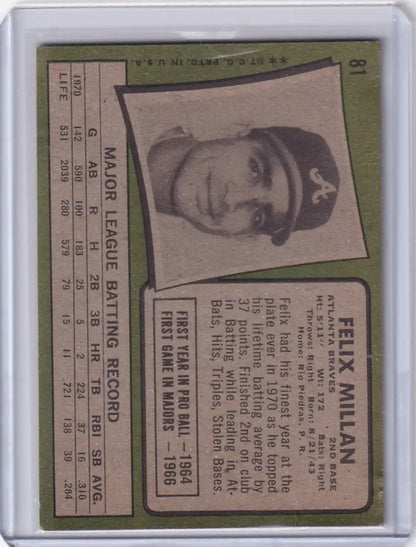 81
**©T.C.G. PRTD. IN U.S.A.
A
FELIX MILLAN
ATLANTA BRAVES 2ND BASE
Ht: 5'11" Wt: 172 Bats: Right
Throws: Right Born: 8/21/43
Home: Rio Piedras, P. R.
Felix had his finest year at the
plate ever in 1970 as he topped
his lifetime batting average by
37 points. Finished 2nd on club
in Batting while leading in At-
Bats, Hits, Triples, Stolen Bases.
FIRST YEAR IN PRO BALL —1964
FIRST GAME IN MAJORS —1966
MAJOR LEAGUE BATTING RECORD
G AB R H 2B 3B HR TB RBI SB AVG.
1970 142 590 100 183 25 5 2 224 37 16 .310
LIFE 531 2039 280 579 79 15 11 721 138 39 .284